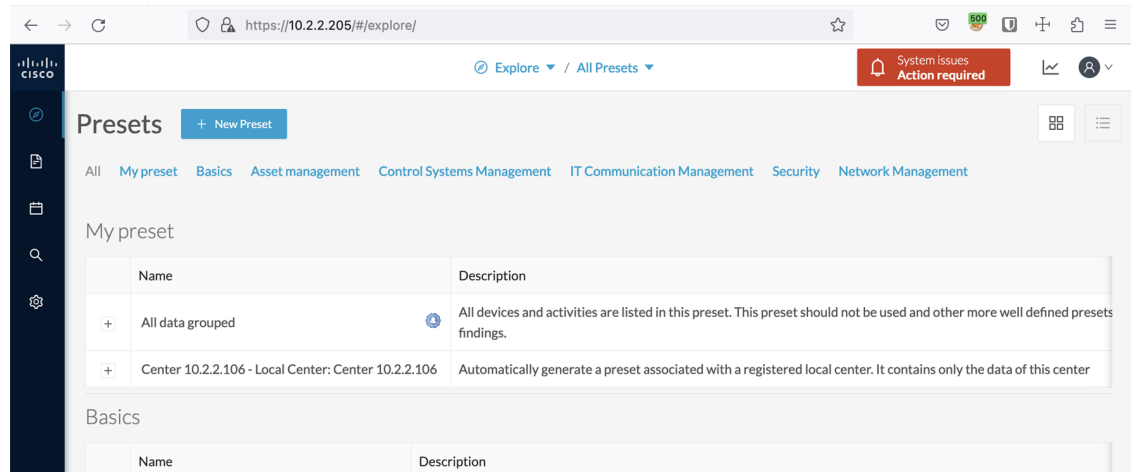 https://10.2.2.205/#/explore/
500
CISCO
Explore / All Presets
System issues
Action required
Presets
+ New Preset
All My preset Basics Asset management Control Systems Management IT Communication Management Security Network Management
My preset
Name Description
All data grouped
All devices and activities are listed in this preset. This preset should not be used and other more well defined presets
findings.
Center 10.2.2.106 - Local Center: Center 10.2.2.106 Automatically generate a preset associated with a registered local center. It contains only the data of this center
Basics
Name Description